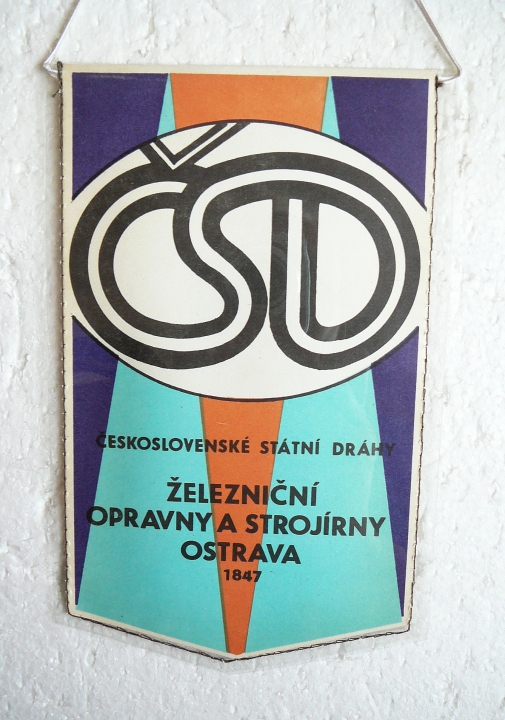 ČSD
ČESKOSLOVENSKÉ STÁTNÍ DRÁHY
ŽELEZNIČNÍ
OPRAVNY A STROJÍRNY
OSTRAVA
1847